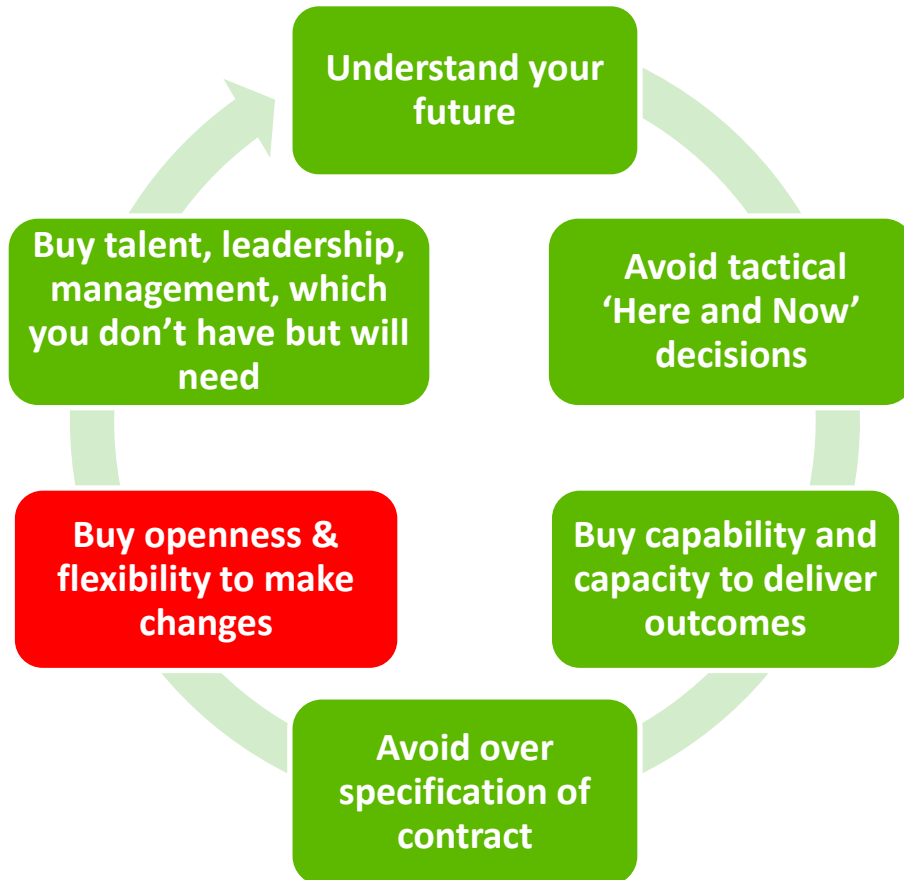 Understand your
future
Avoid tactical
‘Here and Now’
decisions
Buy capability and
capacity to deliver
outcomes
Avoid over
specification of
contract
Buy openness &
flexibility to make
changes
Buy talent, leadership,
management, which
you don’t have but will
need